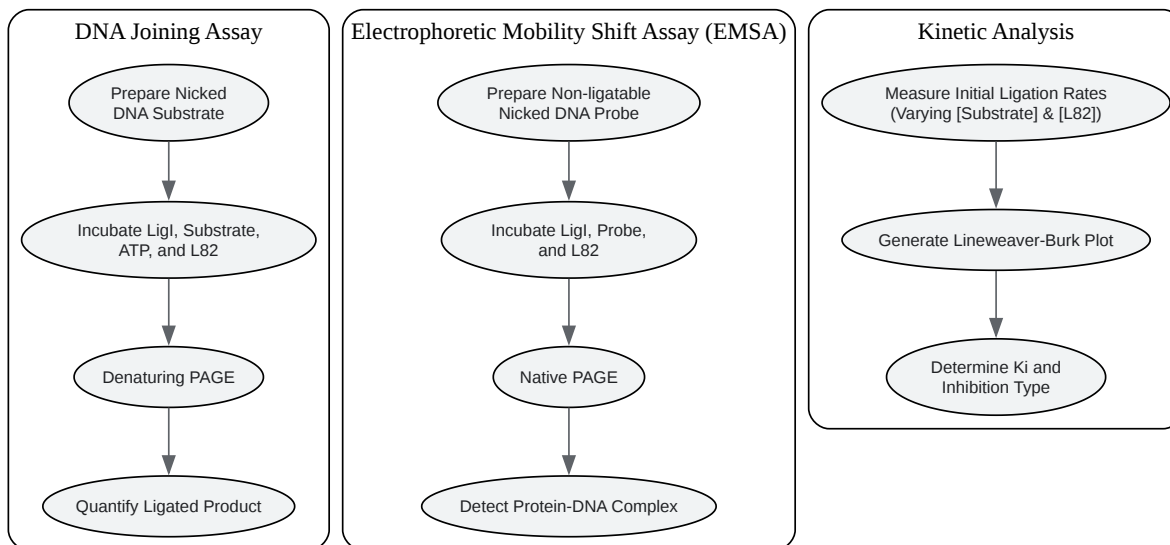 DNA Joining Assay
Prepare Nicked
DNA Substrate
Incubate LigI, Substrate,
ATP, and L82
Denaturing PAGE
Quantify Ligated Product
Electrophoretic Mobility Shift Assay (EMSA)
Prepare Non-ligatable
Nicked DNA Probe
Incubate LigI, Probe,
and L82
Native PAGE
Detect Protein-DNA Complex
Kinetic Analysis
Measure Initial Ligation Rates
(Varying [Substrate] & [L82])
Generate Lineweaver-Burk Plot
Determine Ki and
Inhibition Type